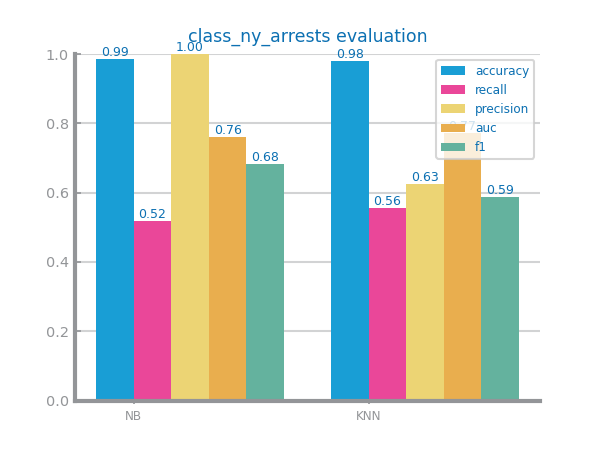 class_ny_arrests evaluation
1.0
0.8
0.6
0.4
0.2
0.0
0.99
0.52
1.00
0.76
0.68
0.98
0.56
0.63
0.77
0.59
accuracy
recall
precision
auc
f1
NB
KNN